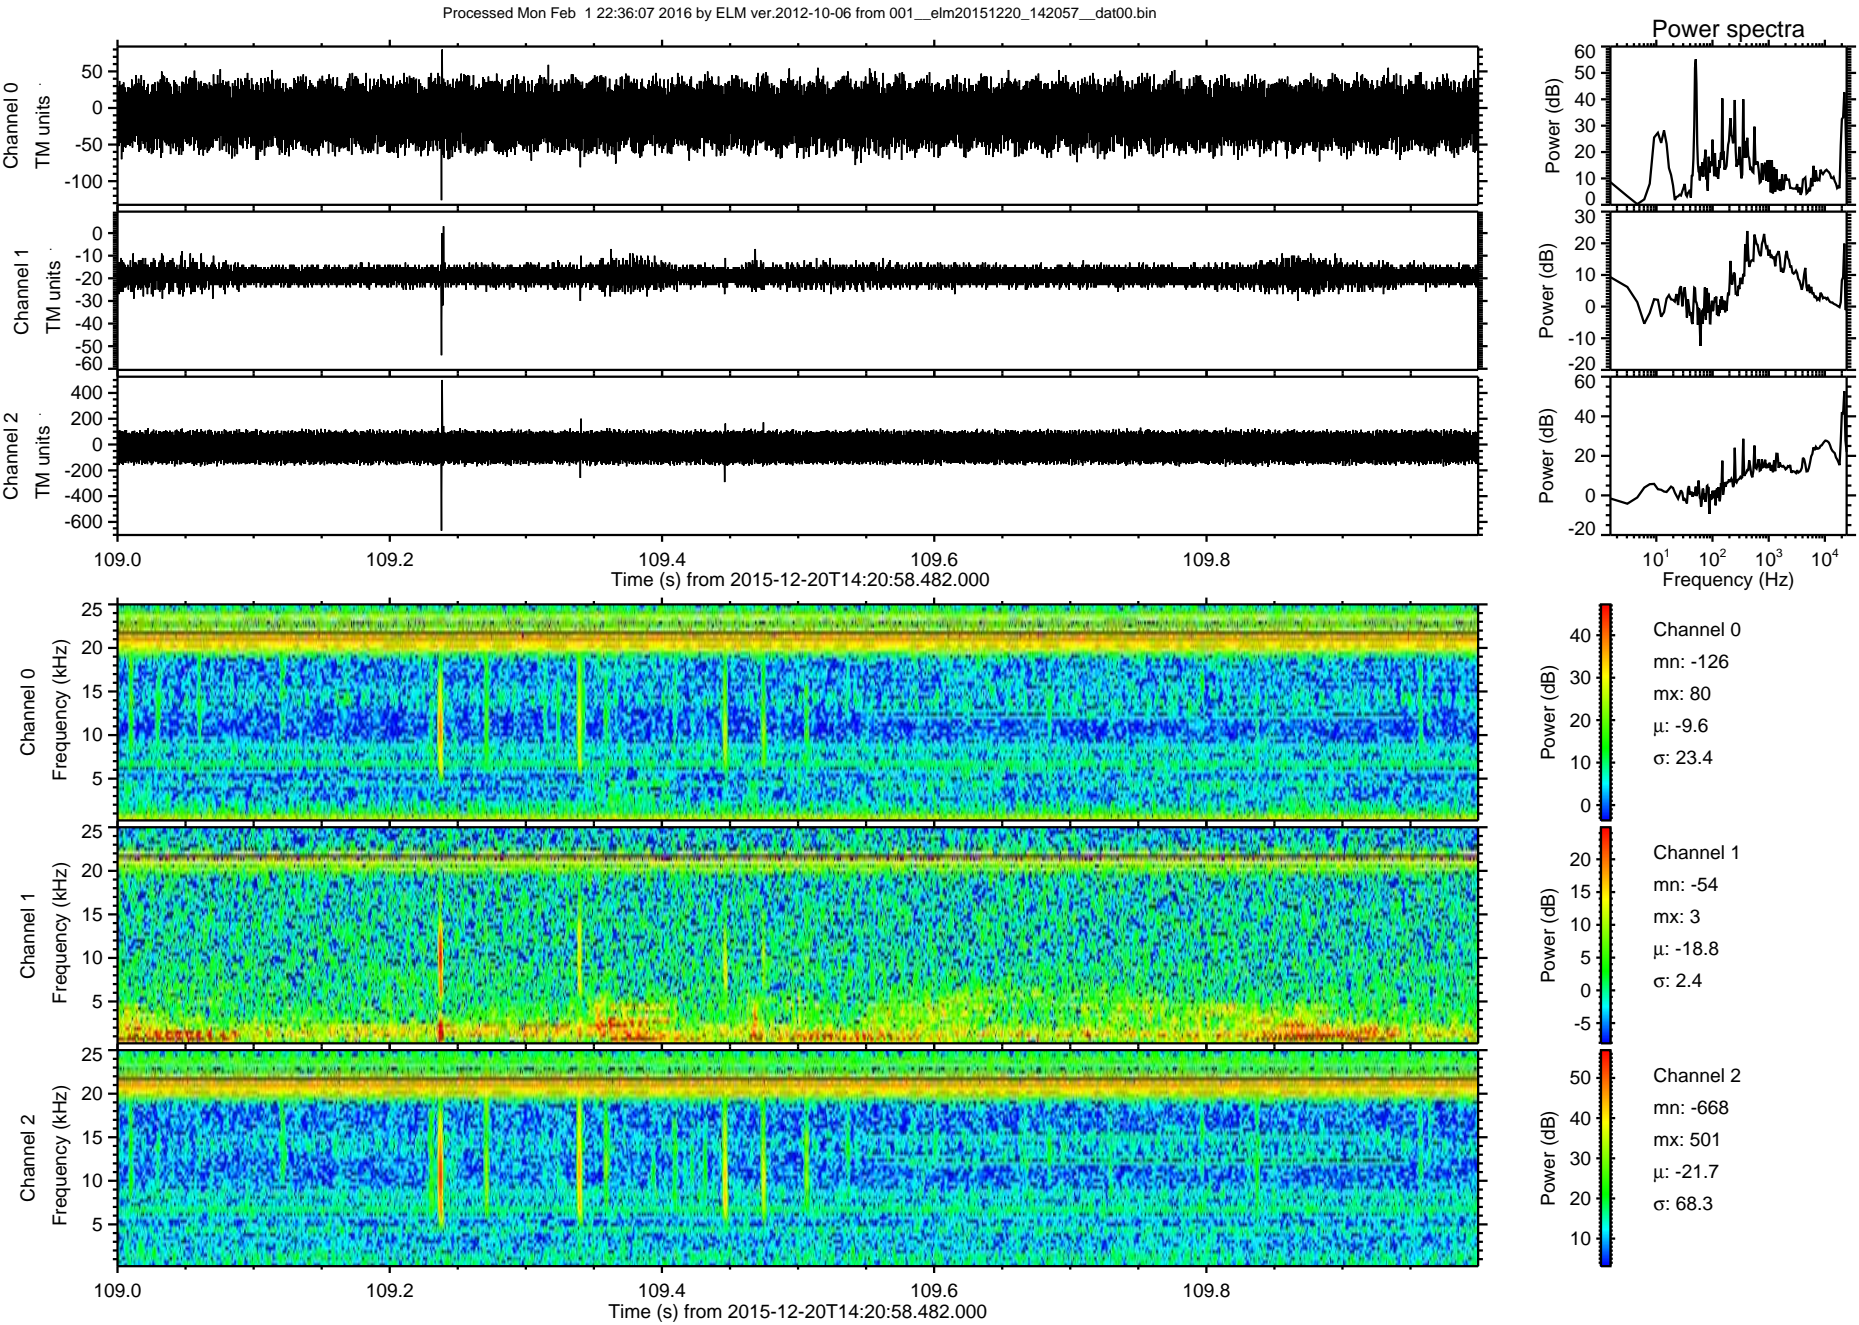 Processed Mon Feb  1 22:36:07 2016 by ELM ver.2012-10-06 from 001__elm20151220_142057__dat00.bin
Power spectra
Channel 0
TM units
50
0
-50
-100
Power (dB)
60
50
40
30
20
10
0
Channel 1
TM units
0
-10
-20
-30
-40
-50
-60
Power (dB)
30
20
10
0
-10
-20
Channel 2
TM units
400
200
0
-200
-400
-600
Power (dB)
60
40
20
0
-20
109.0 109.2 109.4 109.6 109.8
Time (s) from 2015-12-20T14:20:58.482.000
10¹ 10² 10³ 10⁴
Frequency (Hz)
Channel 0
Frequency (kHz)
25
20
15
10
5
Power (dB)
40
30
20
10
0
Channel 0
mn: -126
mx: 80
μ: -9.6
σ: 23.4
Channel 1
Frequency (kHz)
25
20
15
10
5
Power (dB)
20
15
10
5
0
-5
Channel 1
mn: -54
mx: 3
μ: -18.8
σ: 2.4
Channel 2
Frequency (kHz)
25
20
15
10
5
Power (dB)
50
40
30
20
10
Channel 2
mn: -668
mx: 501
μ: -21.7
σ: 68.3
109.0 109.2 109.4 109.6 109.8
Time (s) from 2015-12-20T14:20:58.482.000